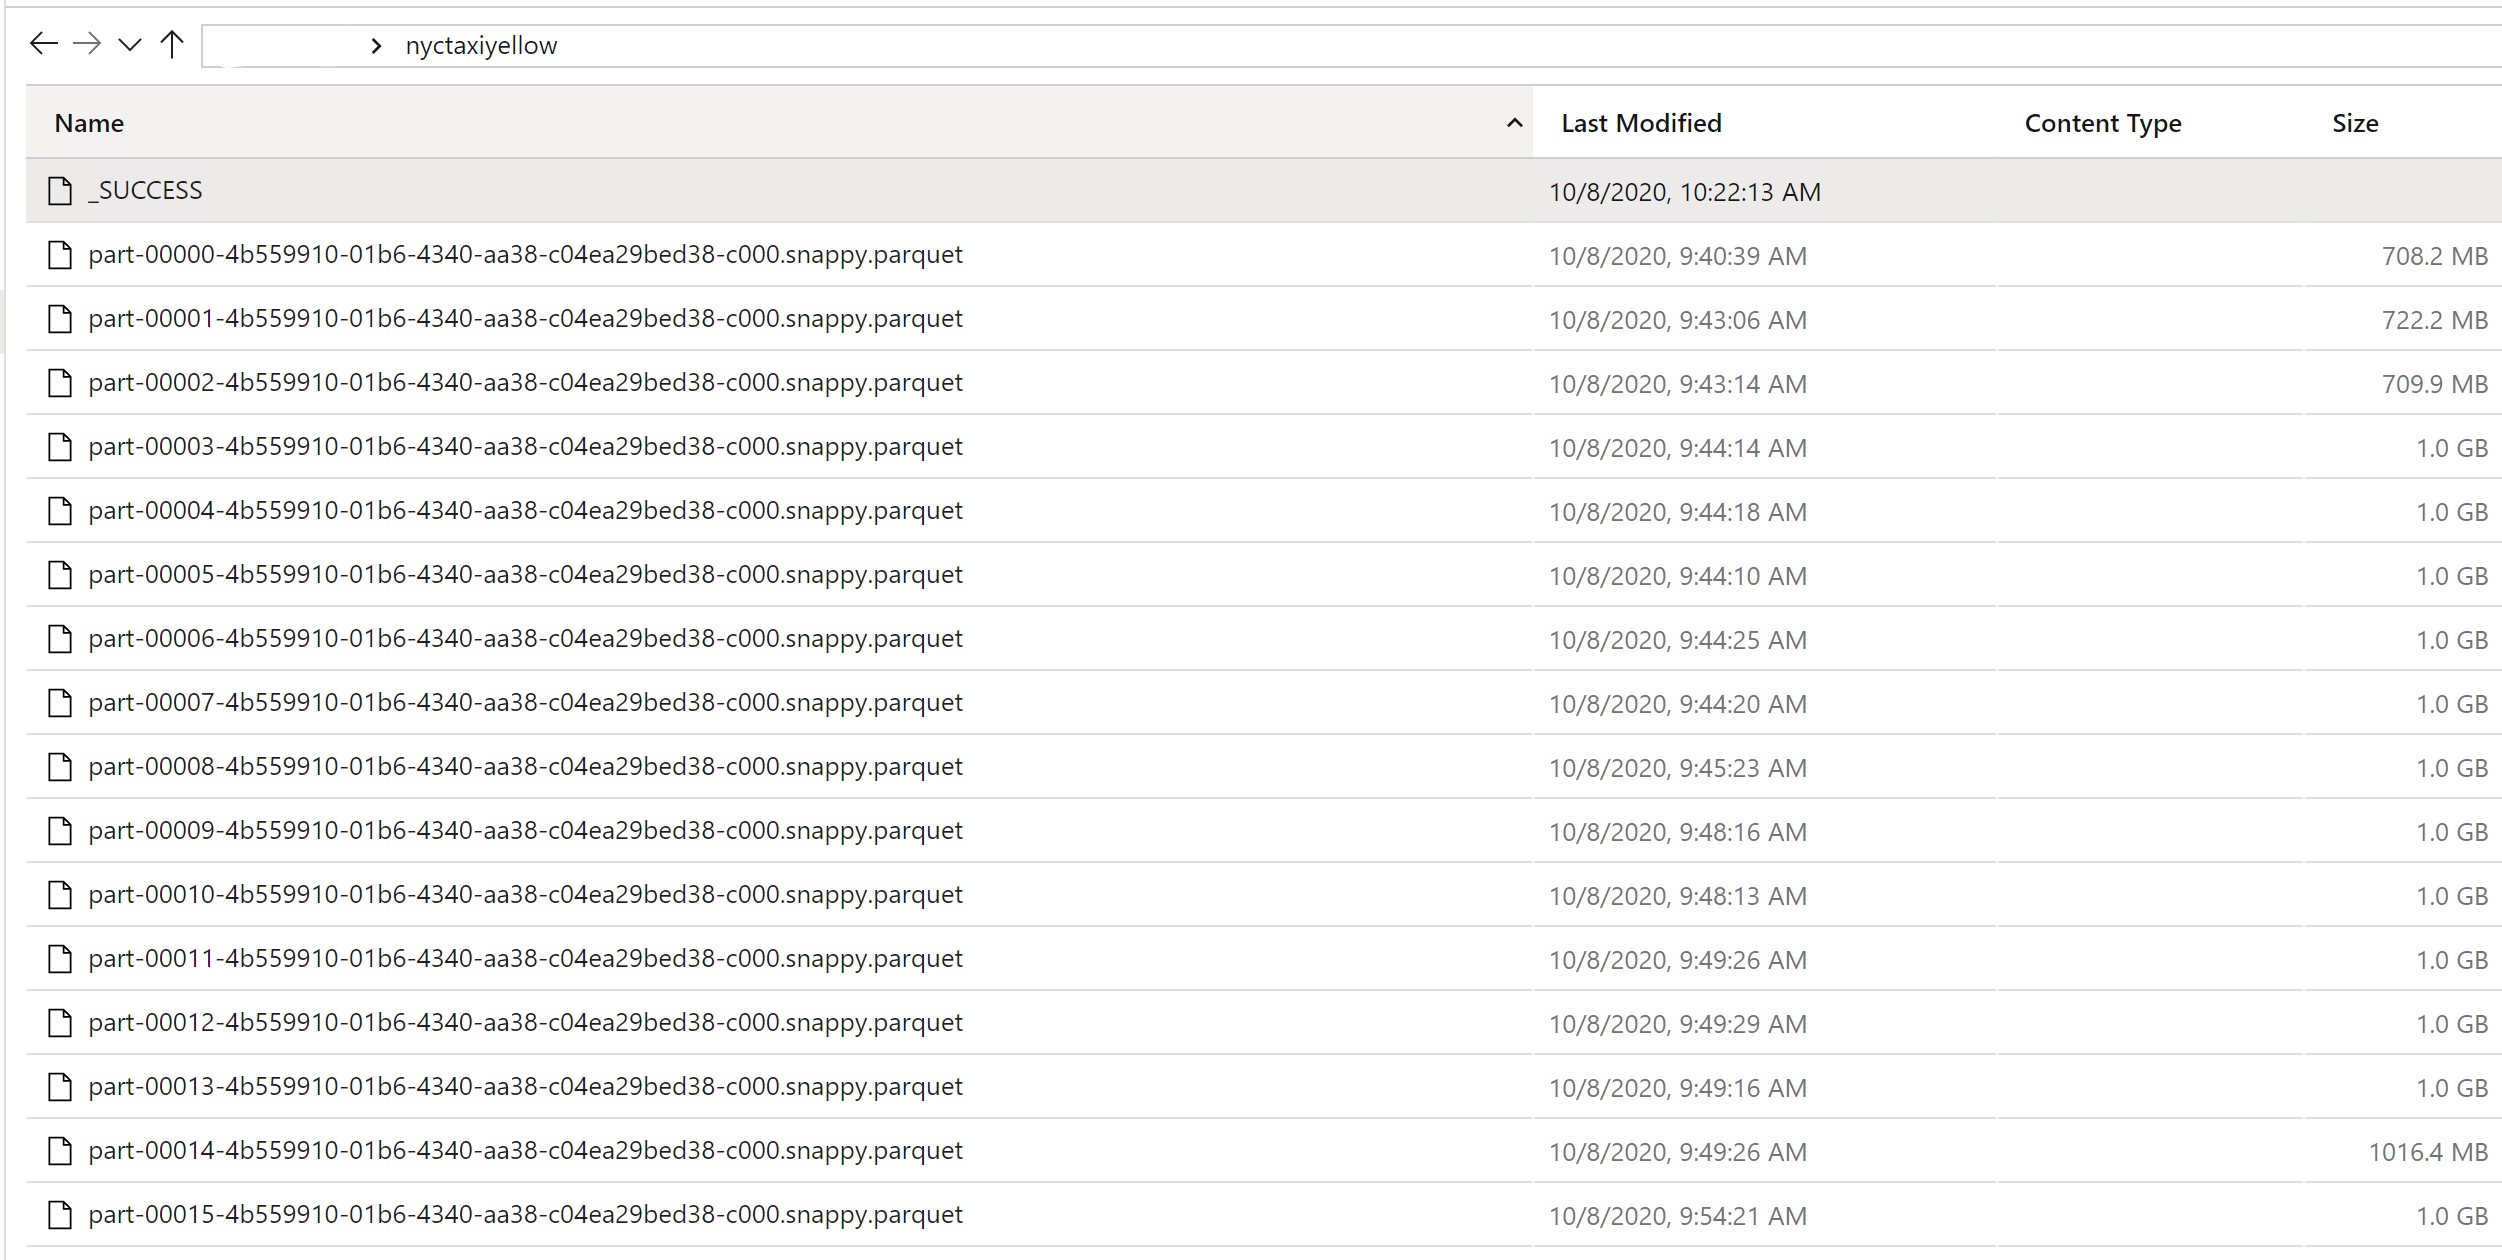 nyctaxiyellow
Name Last Modified Content Type Size
_SUCCESS 10/8/2020, 10:22:13 AM
part-00000-4b559910-01b6-4340-aa38-c04ea29bed38-c000.snappy.parquet 10/8/2020, 9:40:39 AM 708.2 MB
part-00001-4b559910-01b6-4340-aa38-c04ea29bed38-c000.snappy.parquet 10/8/2020, 9:43:06 AM 722.2 MB
part-00002-4b559910-01b6-4340-aa38-c04ea29bed38-c000.snappy.parquet 10/8/2020, 9:43:14 AM 709.9 MB
part-00003-4b559910-01b6-4340-aa38-c04ea29bed38-c000.snappy.parquet 10/8/2020, 9:44:14 AM 1.0 GB
part-00004-4b559910-01b6-4340-aa38-c04ea29bed38-c000.snappy.parquet 10/8/2020, 9:44:18 AM 1.0 GB
part-00005-4b559910-01b6-4340-aa38-c04ea29bed38-c000.snappy.parquet 10/8/2020, 9:44:10 AM 1.0 GB
part-00006-4b559910-01b6-4340-aa38-c04ea29bed38-c000.snappy.parquet 10/8/2020, 9:44:25 AM 1.0 GB
part-00007-4b559910-01b6-4340-aa38-c04ea29bed38-c000.snappy.parquet 10/8/2020, 9:44:20 AM 1.0 GB
part-00008-4b559910-01b6-4340-aa38-c04ea29bed38-c000.snappy.parquet 10/8/2020, 9:45:23 AM 1.0 GB
part-00009-4b559910-01b6-4340-aa38-c04ea29bed38-c000.snappy.parquet 10/8/2020, 9:48:16 AM 1.0 GB
part-00010-4b559910-01b6-4340-aa38-c04ea29bed38-c000.snappy.parquet 10/8/2020, 9:48:13 AM 1.0 GB
part-00011-4b559910-01b6-4340-aa38-c04ea29bed38-c000.snappy.parquet 10/8/2020, 9:49:26 AM 1.0 GB
part-00012-4b559910-01b6-4340-aa38-c04ea29bed38-c000.snappy.parquet 10/8/2020, 9:49:29 AM 1.0 GB
part-00013-4b559910-01b6-4340-aa38-c04ea29bed38-c000.snappy.parquet 10/8/2020, 9:49:16 AM 1.0 GB
part-00014-4b559910-01b6-4340-aa38-c04ea29bed38-c000.snappy.parquet 10/8/2020, 9:49:26 AM 1016.4 MB
part-00015-4b559910-01b6-4340-aa38-c04ea29bed38-c000.snappy.parquet 10/8/2020, 9:54:21 AM 1.0 GB